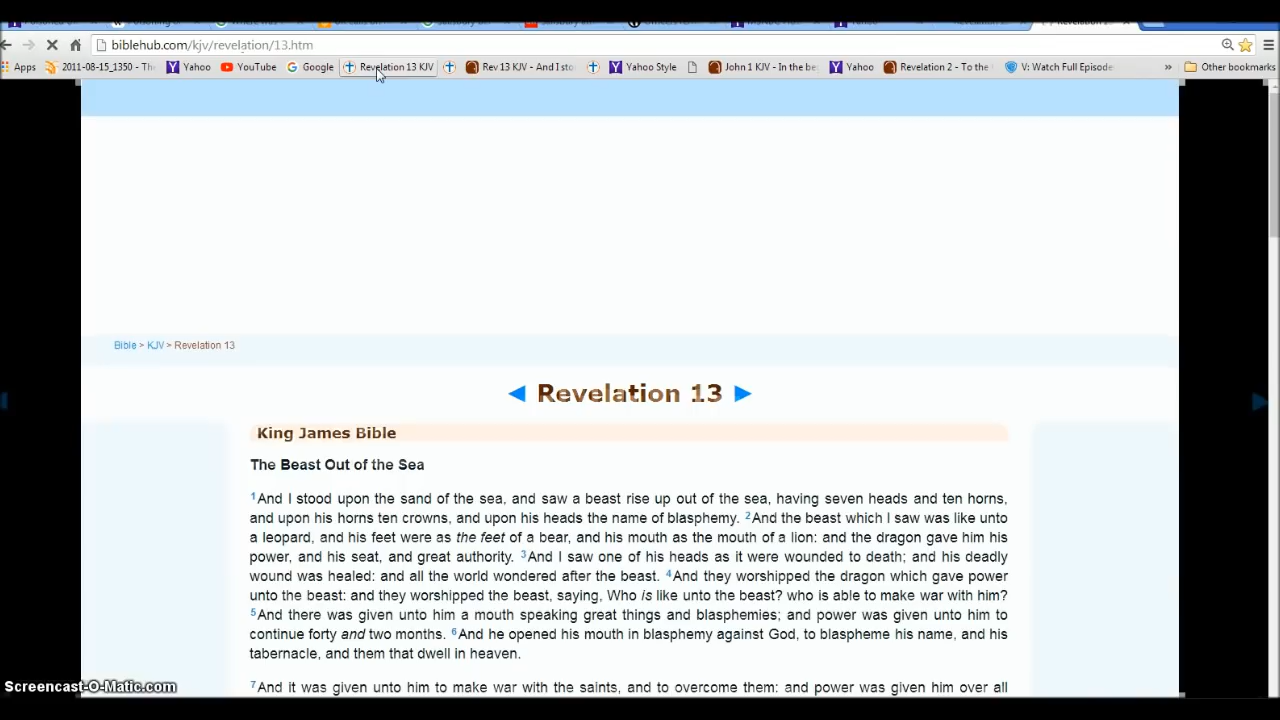 biblehub.com/kjv/revelation/13.htm
Apps 2011-08-15_1350 - Th Yahoo YouTube Google Revelation 13 KJV Rev 13 KJV - And I sto Yahoo Style John 1 KJV - In the be Yahoo Revelation 2 - To the V: Watch Full Episode » Other bookmarks
Bible > KJV > Revelation 13
◄ Revelation 13 ►
King James Bible
The Beast Out of the Sea
1And I stood upon the sand of the sea, and saw a beast rise up out of the sea, having seven heads and ten horns,
and upon his horns ten crowns, and upon his heads the name of blasphemy. 2And the beast which I saw was like unto
a leopard, and his feet were as the feet of a bear, and his mouth as the mouth of a lion: and the dragon gave him his
power, and his seat, and great authority. 3And I saw one of his heads as it were wounded to death; and his deadly
wound was healed: and all the world wondered after the beast. 4And they worshipped the dragon which gave power
unto the beast: and they worshipped the beast, saying, Who is like unto the beast? who is able to make war with him?
5And there was given unto him a mouth speaking great things and blasphemies; and power was given unto him to
continue forty and two months. 6And he opened his mouth in blasphemy against God, to blaspheme his name, and his
tabernacle, and them that dwell in heaven.
7And it was given unto him to make war with the saints, and to overcome them: and power was given him over all
Screencast-O-Matic.com